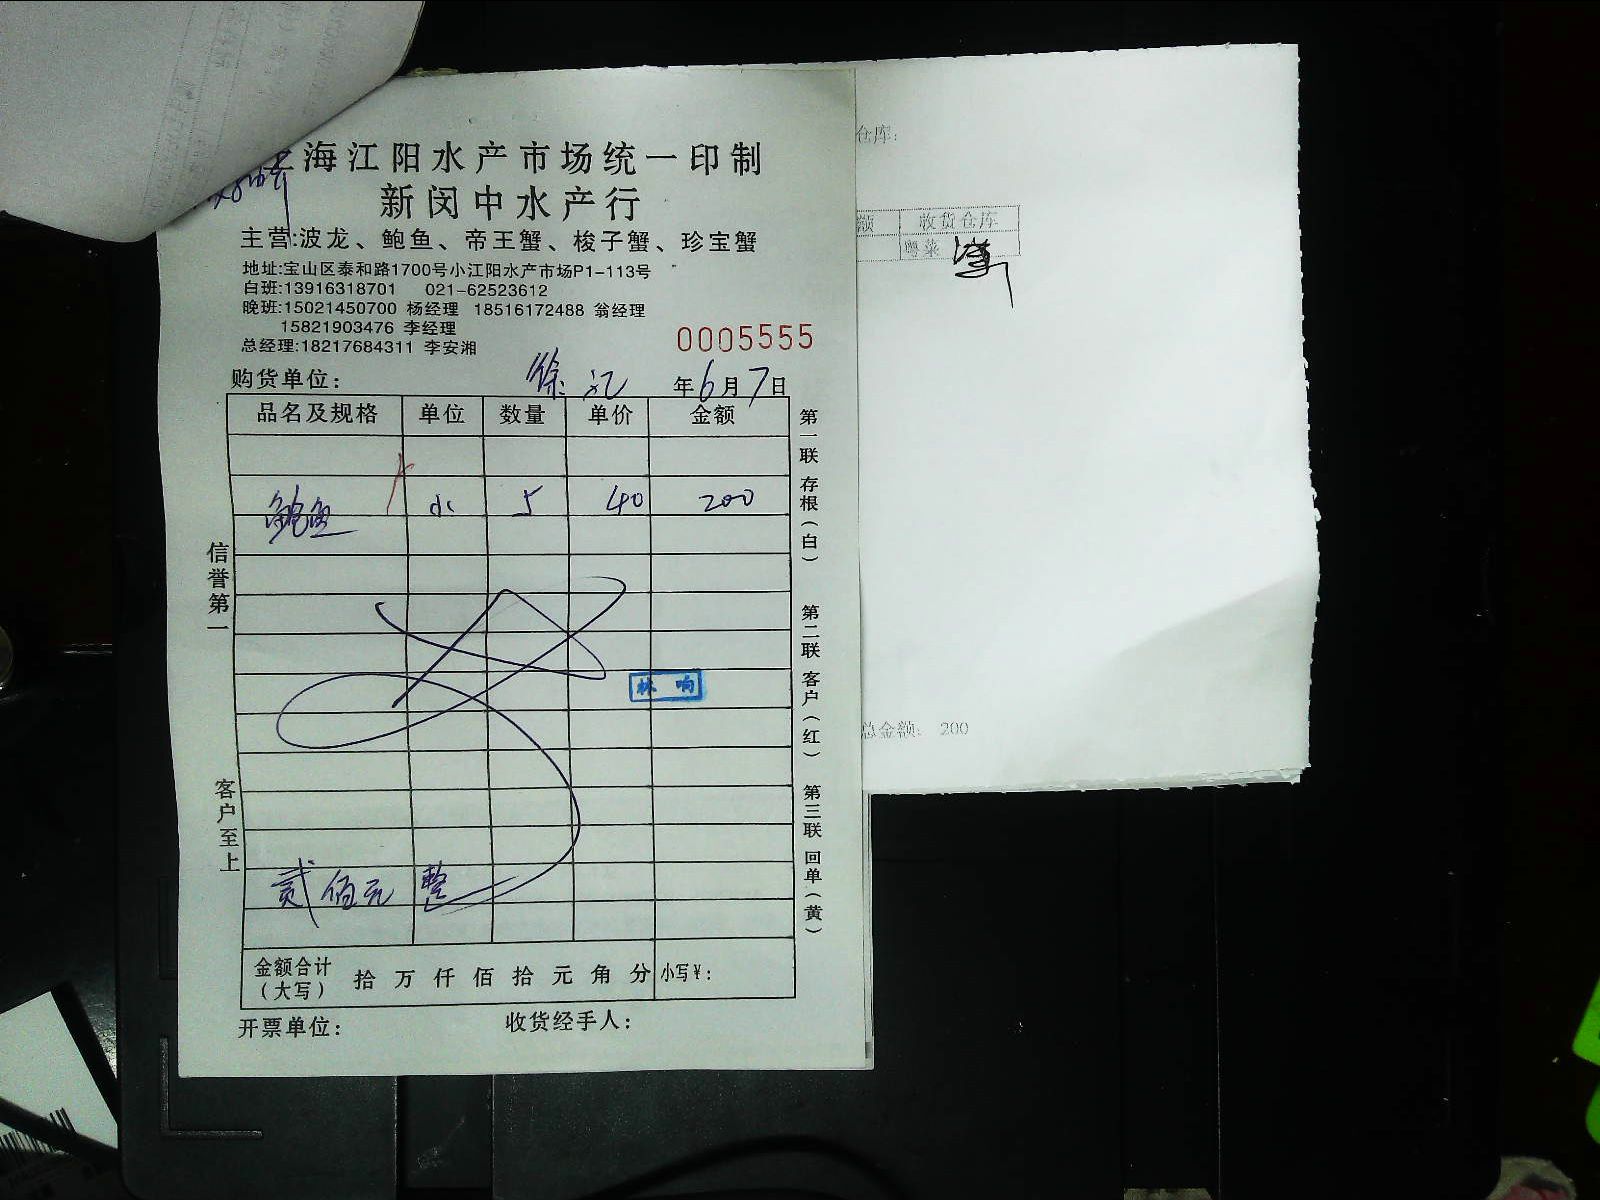 海江阳水产市场统一印制
新闵中水产行
主营:波龙、鲍鱼、帝王蟹、梭子蟹、珍宝蟹
地址:宝山区泰和路1700号小江阳水产市场P1-113号
白班:13916318701 021-62523612
晚班:15021450700 杨经理 18516172488 翁经理
15821903476 李经理
总经理:18217684311 李安湘
0005555
购货单位: 徐汇 年6月7日
品名及规格 单位 数量 单价 金额
鲍鱼 小 5 40 200
林响
贰佰元整
金额合计(大写) 拾 万 仟 佰 拾 元 角 分 小写¥:
开票单位: 收货经手人:
信誉第一
客户至上
第一联 存根(白)
第二联 客户(红)
第三联 回单(黄)
仓库:
额 收货仓库
粤菜
总金额: 200